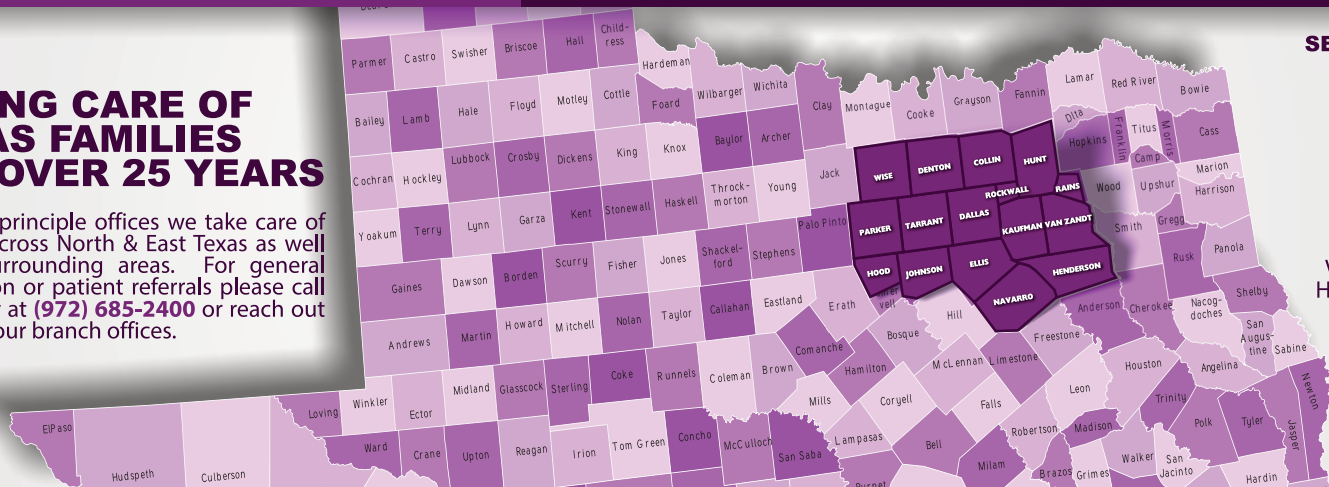 NG CARE OF
AS FAMILIES
OVER 25 YEARS
principle offices we take care of
cross North & East Texas as well
urrounding areas. For general
on or patient referrals please call
at (972) 685-2400 or reach out
our branch offices.
SE
H
Parmer Castro Swisher Briscoe Hall Child-
ress
Hardeman
Bailey Lamb Hale Floyd Motley Cottle Foard Wilbarger Wichita Clay Montague Cooke Grayson Fannin Lamar Red River Bowie
Cochran Hockley Lubbock Crosby Dickens King Knox Baylor Archer Jack
Hopkins Franklin Titus Morris Camp Cass
Marion
WISE DENTON COLLIN HUNT
ROCKWALL RAINS
Wood Upshur Harrison
Yoakum Terry Lynn Garza Kent Stonewall Haskell Throck-
morton Young Palo Pinto
PARKER TARRANT DALLAS KAUFMAN VAN ZANDT
Smith Gregg
Rusk Panola
Gaines Dawson Borden Scurry Fisher Jones Shackel-
ford Stephens
HOOD JOHNSON ELLIS HENDERSON
NAVARRO
Andrews Martin Howard Mitchell Nolan Taylor Callahan Eastland Erath
vell
Bosque Hill Freestone Anderson Cherokee Nacog-
doches
Shelby
San
Augus-
tine Sabine
ElPaso Hudspeth Culberson
Loving Winkler Ector Midland Glasscock Sterling Coke Runnels Coleman Brown Comanche Hamilton McLennan Limestone
Leon Houston Angelina
Mills Coryell Falls
Ward Crane Upton Reagan Irion Tom Green Concho McCulloch San Saba
Lampasas Bell Milam Robertson Madison Trinity Polk Tyler Jasper Newton
Brazos Grimes Walker San
Jacinto Hardin
Burnet